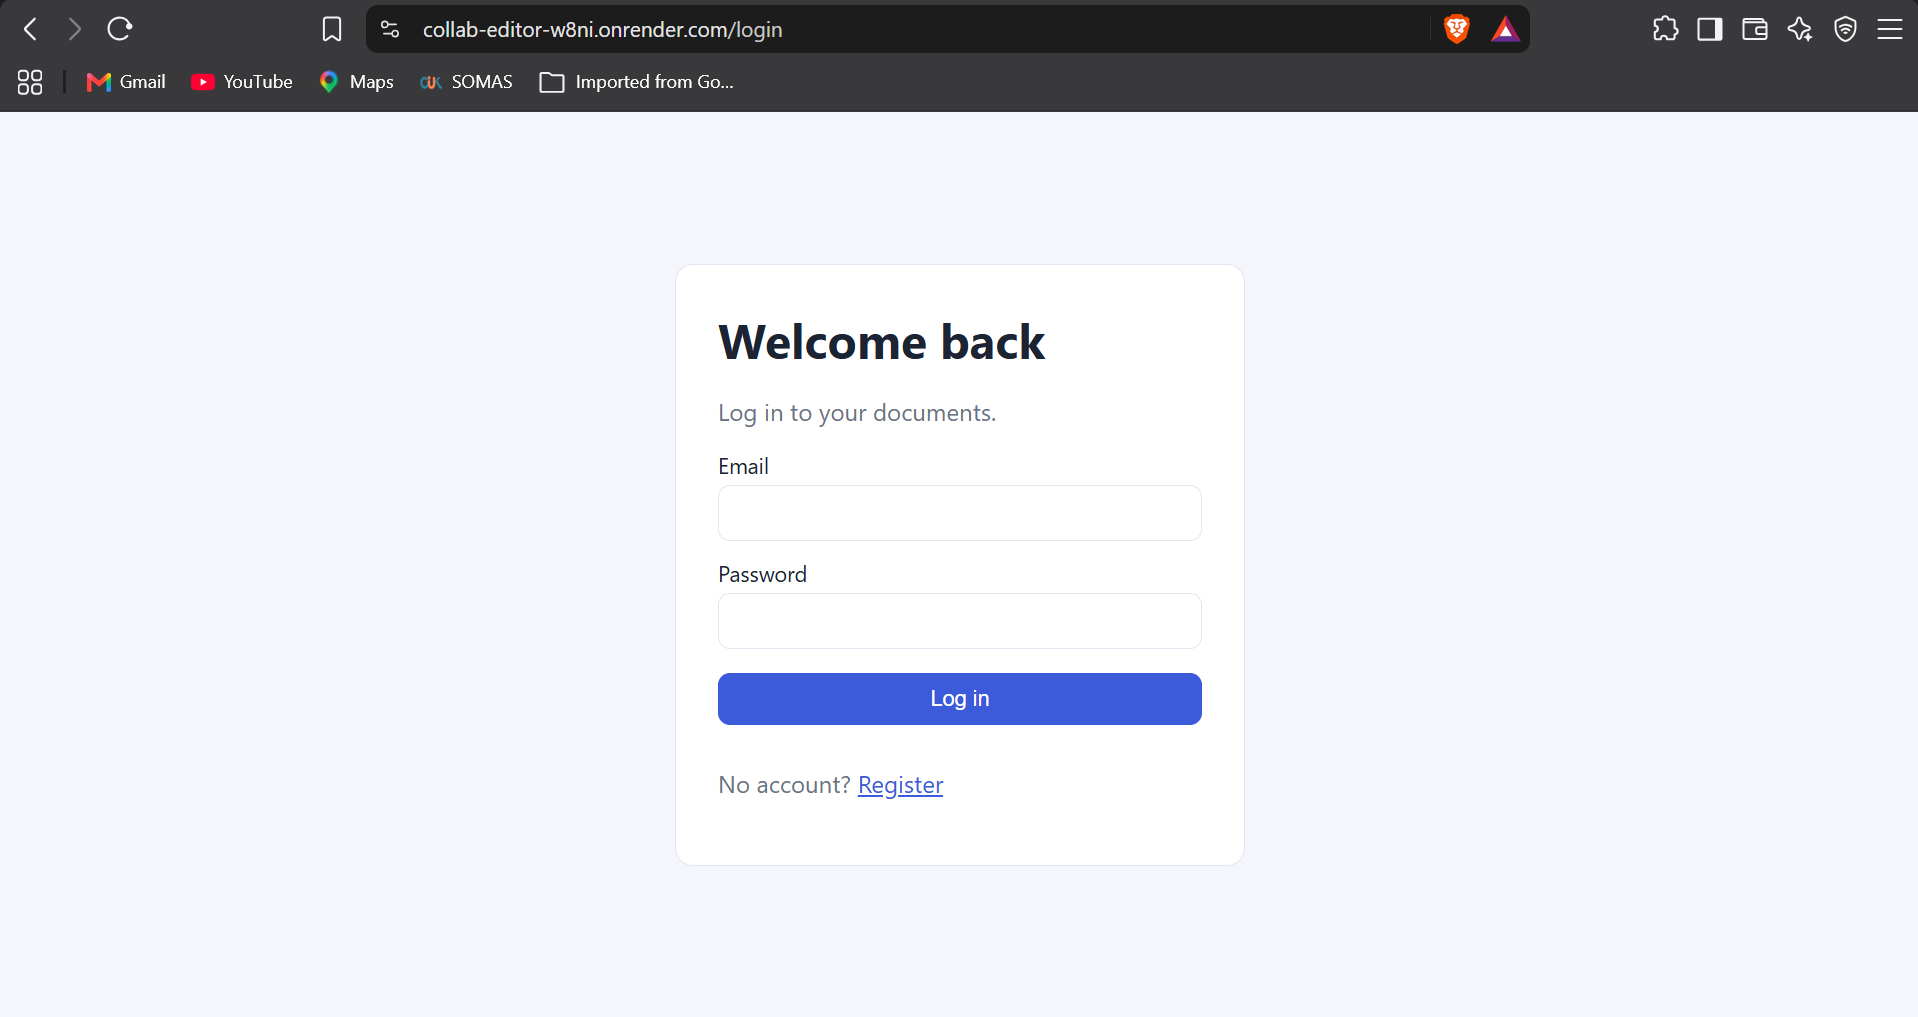 collab-editor-w8ni.onrender.com/login
Gmail YouTube Maps CUK SOMAS Imported from Go...
Welcome back
Log in to your documents.
Email
Password
Log in
No account? Register